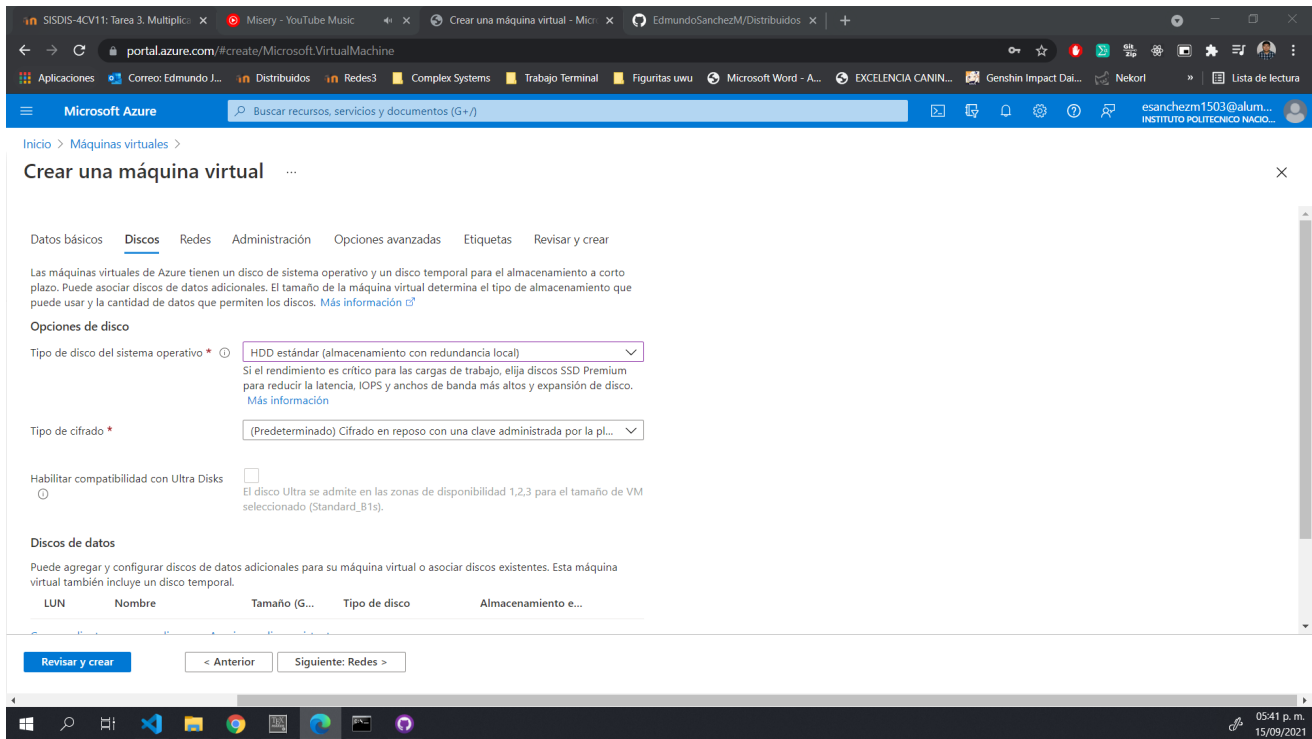 SISDIS-4CV11: Tarea 3. Multiplica
Misery - YouTube Music
Crear una máquina virtual - Micr
EdmundoSanchezM/Distribuidos
portal.azure.com/#create/Microsoft.VirtualMachine
Aplicaciones
Correo: Edmundo J...
Distribuidos
Redes3
Complex Systems
Trabajo Terminal
Figuritas uwu
Microsoft Word - A...
EXCELENCIA CANIN...
Genshin Impact Dai...
Nekorl
»
Lista de lectura
Microsoft Azure
Buscar recursos, servicios y documentos (G+/)
esanchezm1503@alum...
INSTITUTO POLITECNICO NACIO...
Inicio > Máquinas virtuales >
Crear una máquina virtual ...
Datos básicos Discos Redes Administración Opciones avanzadas Etiquetas Revisar y crear
Las máquinas virtuales de Azure tienen un disco de sistema operativo y un disco temporal para el almacenamiento a corto
plazo. Puede asociar discos de datos adicionales. El tamaño de la máquina virtual determina el tipo de almacenamiento que
puede usar y la cantidad de datos que permiten los discos. Más información
Opciones de disco
Tipo de disco del sistema operativo *
HDD estándar (almacenamiento con redundancia local)
Si el rendimiento es crítico para las cargas de trabajo, elija discos SSD Premium
para reducir la latencia, IOPS y anchos de banda más altos y expansión de disco.
Más información
Tipo de cifrado *
(Predeterminado) Cifrado en reposo con una clave administrada por la pl...
Habilitar compatibilidad con Ultra Disks
El disco Ultra se admite en las zonas de disponibilidad 1,2,3 para el tamaño de VM
seleccionado (Standard_B1s).
Discos de datos
Puede agregar y configurar discos de datos adicionales para su máquina virtual o asociar discos existentes. Esta máquina
virtual también incluye un disco temporal.
LUN Nombre Tamaño (G... Tipo de disco Almacenamiento e...
Revisar y crear
< Anterior
Siguiente: Redes >
05:41 p. m.
15/09/2021